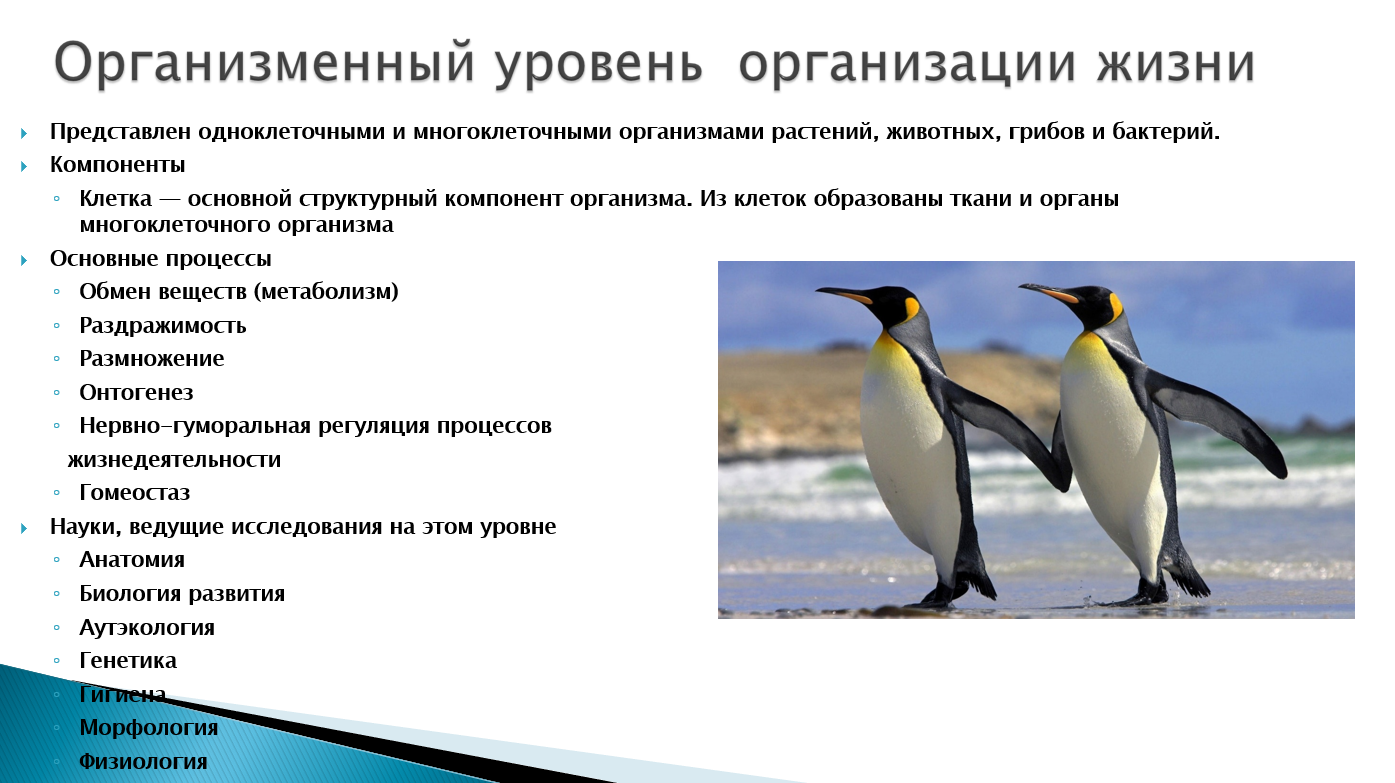 Организменный уровень организации жизни
Представлен одноклеточными и многоклеточными организмами растений, животных, грибов и бактерий.
Компоненты
Клетка — основной структурный компонент организма. Из клеток образованы ткани и органы
многоклеточного организма
Основные процессы
Обмен веществ (метаболизм)
Раздражимость
Размножение
Онтогенез
Нервно-гуморальная регуляция процессов
жизнедеятельности
Гомеостаз
Науки, ведущие исследования на этом уровне
Анатомия
Биология развития
Аутэкология
Генетика
Гигиена
Морфология
Физиология